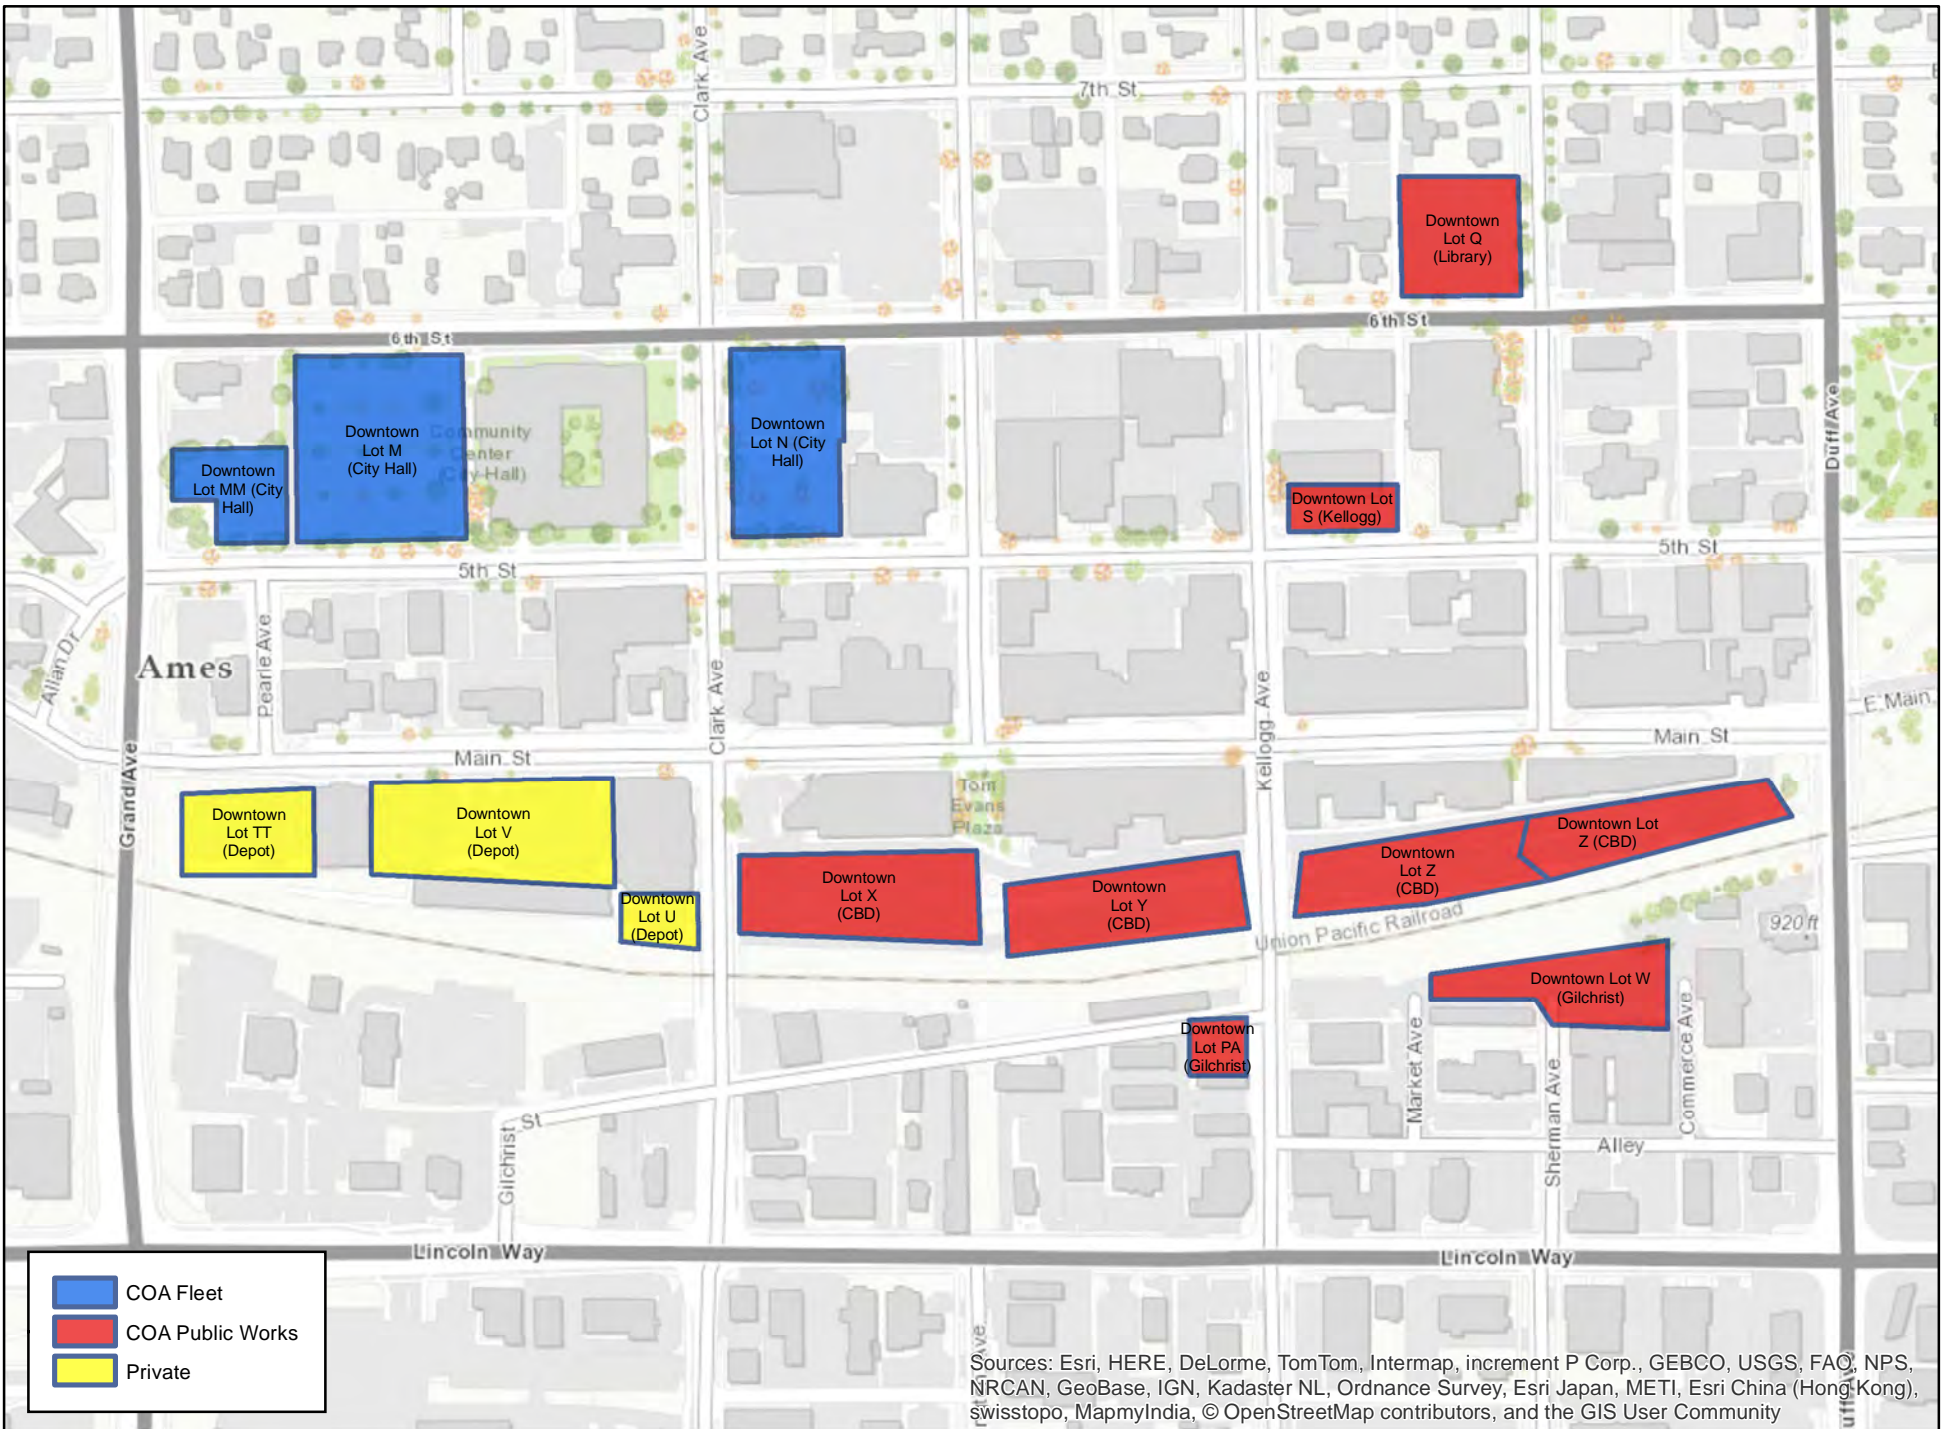 Clark Ave
7th St
Downtown
Lot Q
(Library)
6th St
6th St
Downtown
Lot M
(City Hall)
Community
Center
(City Hall)
Downtown
Lot N (City
Hall)
Downtown
Lot MM (City
Hall)
Downtown Lot
S (Kellogg)
Duff Ave
5th St
5th St
Allan Dr
Ames
Pearle Ave
Clark Ave
Kellogg Ave
E Main
Main St
Main St
Grand Ave
Tom
Evans
Plaza
Downtown
Lot TT
(Depot)
Downtown
Lot V
(Depot)
Downtown
Lot U
(Depot)
Downtown
Lot X
(CBD)
Downtown
Lot Y
(CBD)
Downtown
Lot Z
(CBD)
Downtown Lot
Z (CBD)
Union Pacific Railroad
920 ft
Downtown Lot W
(Gilchrist)
Downtown
Lot PA
(Gilchrist)
Market Ave
Sherman Ave
Commerce Ave
Alley
Gilchrist St
Lincoln Way
Lincoln Way
COA Fleet
COA Public Works
Private
Sources: Esri, HERE, DeLorme, TomTom, Intermap, increment P Corp., GEBCO, USGS, FAO, NPS,
NRCAN, GeoBase, IGN, Kadaster NL, Ordnance Survey, Esri Japan, METI, Esri China (Hong Kong),
swisstopo, MapmyIndia, © OpenStreetMap contributors, and the GIS User Community